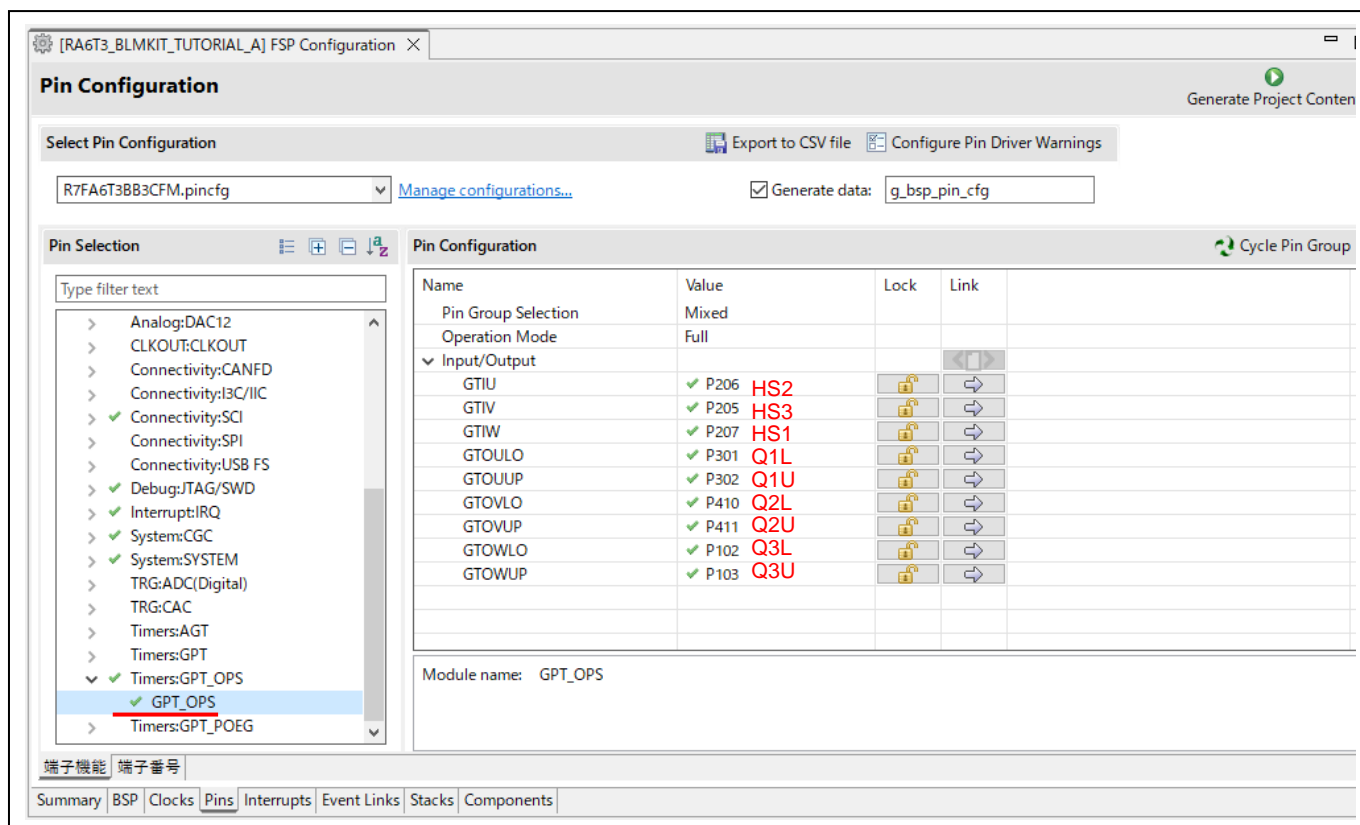 [RA6T3_BLMKIT_TUTORIAL_A] FSP Configuration
Pin Configuration
Generate Project Conten
Select Pin Configuration
Export to CSV file
Configure Pin Driver Warnings
R7FA6T3BB3CFM.pincfg
Manage configurations...
Generate data:
g_bsp_pin_cfg
Pin Selection
Type filter text
Analog:DAC12
CLKOUT:CLKOUT
Connectivity:CANFD
Connectivity:I3C/IIC
Connectivity:SCI
Connectivity:SPI
Connectivity:USB FS
Debug:JTAG/SWD
Interrupt:IRQ
System:CGC
System:SYSTEM
TRG:ADC(Digital)
TRG:CAC
Timers:AGT
Timers:GPT
Timers:GPT_OPS
GPT_OPS
Timers:GPT_POEG
Pin Configuration
Cycle Pin Group
Name Value Lock Link
Pin Group Selection Mixed
Operation Mode Full
Input/Output
GTIU P206 HS2
GTIV P205 HS3
GTIW P207 HS1
GTOULO P301 Q1L
GTOUUP P302 Q1U
GTOVLO P410 Q2L
GTOVUP P411 Q2U
GTOWLO P102 Q3L
GTOWUP P103 Q3U
Module name: GPT_OPS
端子機能 端子番号
Summary BSP Clocks Pins Interrupts Event Links Stacks Components